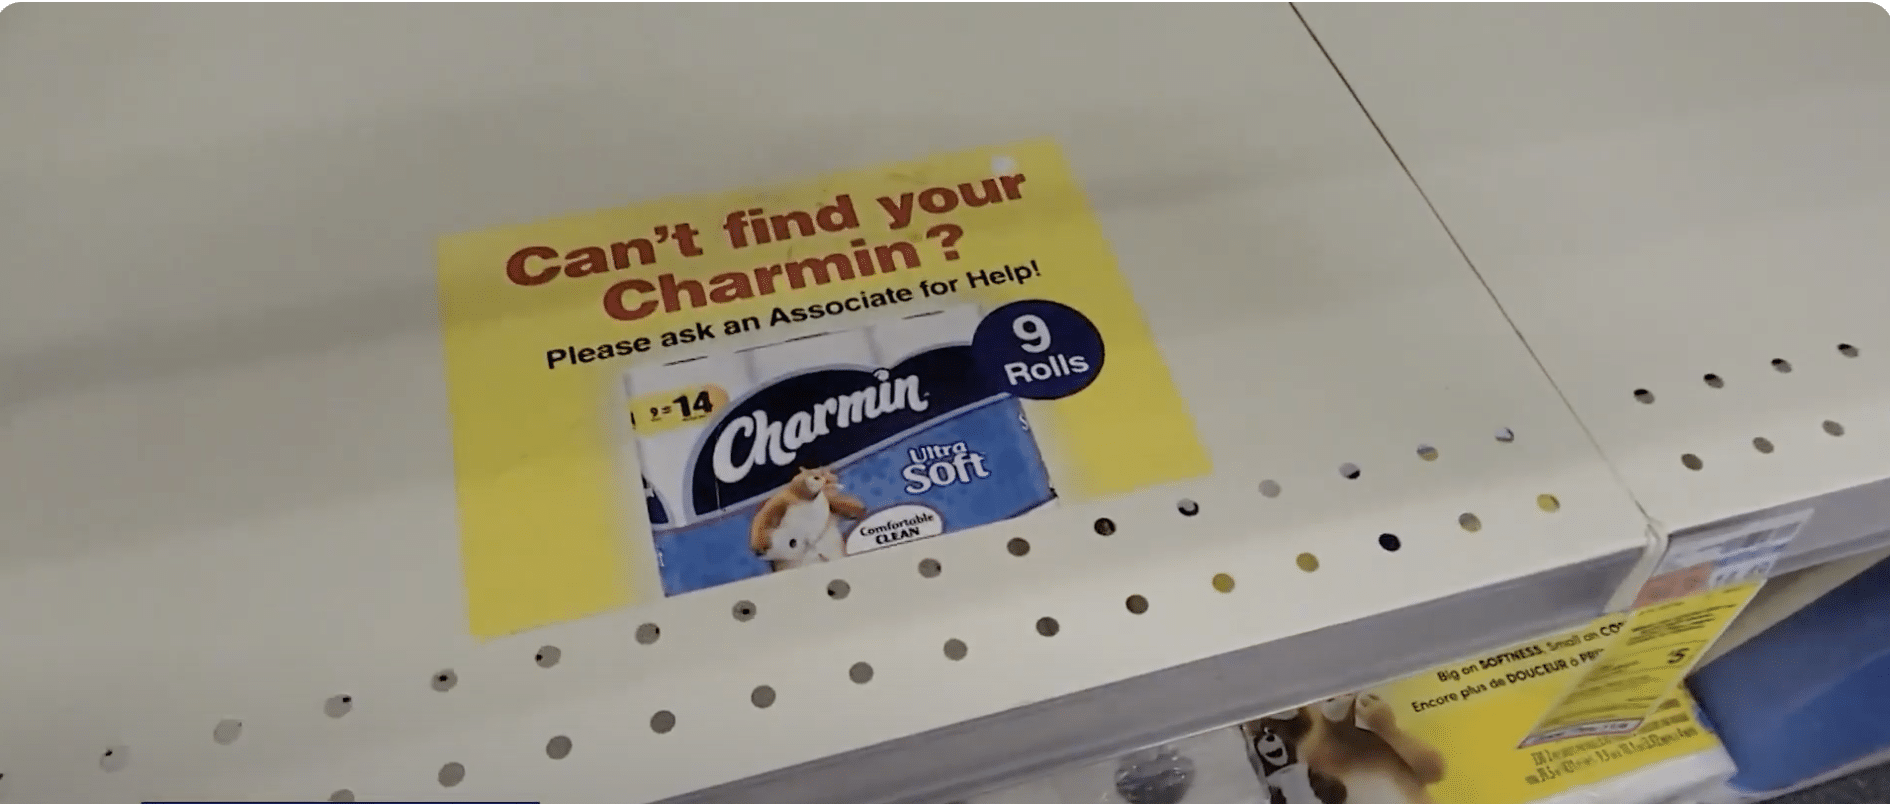 Can't find your
Charmin?
Please ask an Associate for Help!
9
Rolls
9=14
Charmin
Ultra
Soft
Comfortable
CLEAN
Big on SOFTNESS, Small on
Encore plus de DOUCEUR à
$5